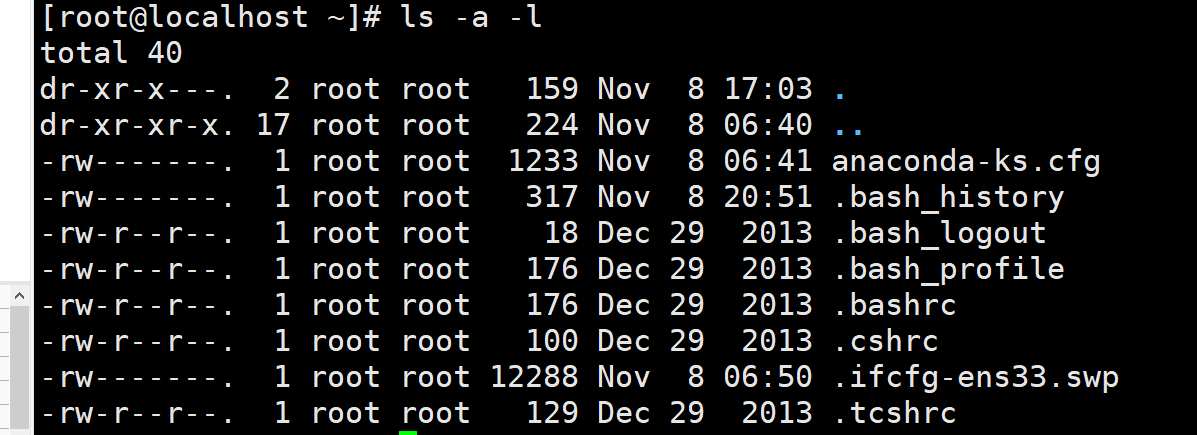 [root@localhost ~]# ls -a -l
total 40
dr-xr-x---.  2 root root   159 Nov  8 17:03 .
dr-xr-xr-x. 17 root root   224 Nov  8 06:40 ..
-rw-------.  1 root root  1233 Nov  8 06:41 anaconda-ks.cfg
-rw-------.  1 root root   317 Nov  8 20:51 .bash_history
-rw-r--r--.  1 root root    18 Dec 29  2013 .bash_logout
-rw-r--r--.  1 root root   176 Dec 29  2013 .bash_profile
-rw-r--r--.  1 root root   176 Dec 29  2013 .bashrc
-rw-r--r--.  1 root root   100 Dec 29  2013 .cshrc
-rw-------.  1 root root 12288 Nov  8 06:50 .ifcfg-ens33.swp
-rw-r--r--.  1 root root   129 Dec 29  2013 .tcshrc